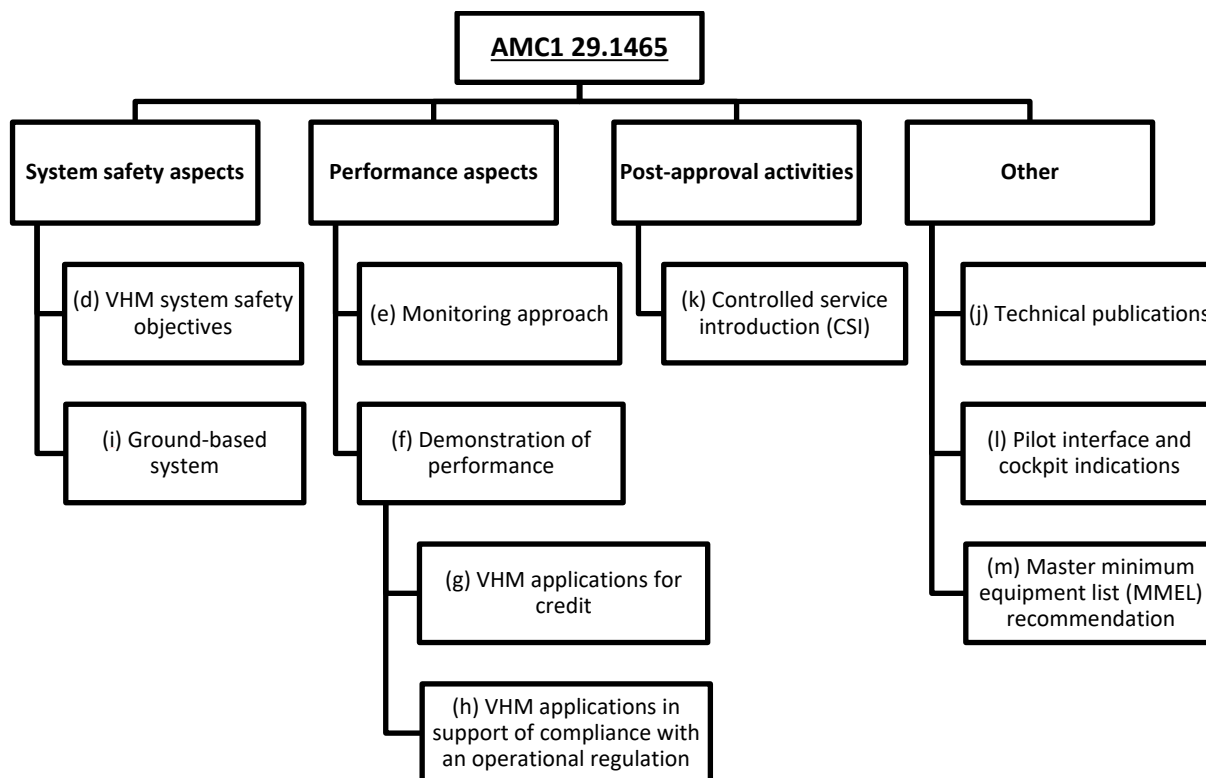 AMC1 29.1465
System safety aspects
Performance aspects
Post-approval activities
Other
(d) VHM system safety
objectives
(e) Monitoring approach
(k) Controlled service
introduction (CSI)
(j) Technical publications
(i) Ground-based
system
(f) Demonstration of
performance
(l) Pilot interface and
cockpit indications
(g) VHM applications for
credit
(m) Master minimum
equipment list (MMEL)
recommendation
(h) VHM applications in
support of compliance with
an operational regulation